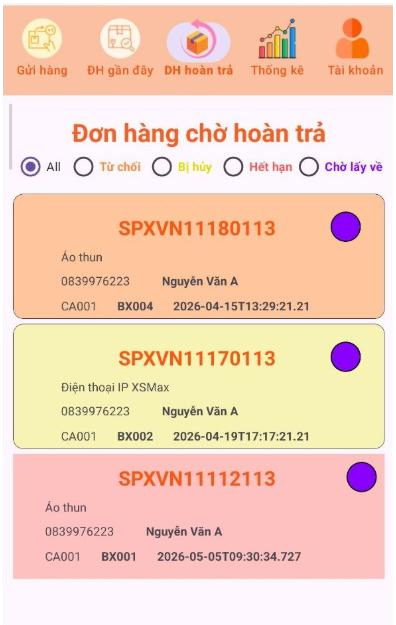 Gửi hàng ĐH gần đây DH hoàn trả Thống kê Tài khoản
Đơn hàng chờ hoàn trả
All Từ chối Bị hủy Hết hạn Chờ lấy về
SPXVN11180113
Áo thun
0839976223 Nguyễn Văn A
CA001 BX004 2026-04-15T13:29:21.21
SPXVN11170113
Điện thoại IP XSMax
0839976223 Nguyễn Văn A
CA001 BX002 2026-04-19T17:17:21.21
SPXVN11112113
Áo thun
0839976223 Nguyễn Văn A
CA001 BX001 2026-05-05T09:30:34.727